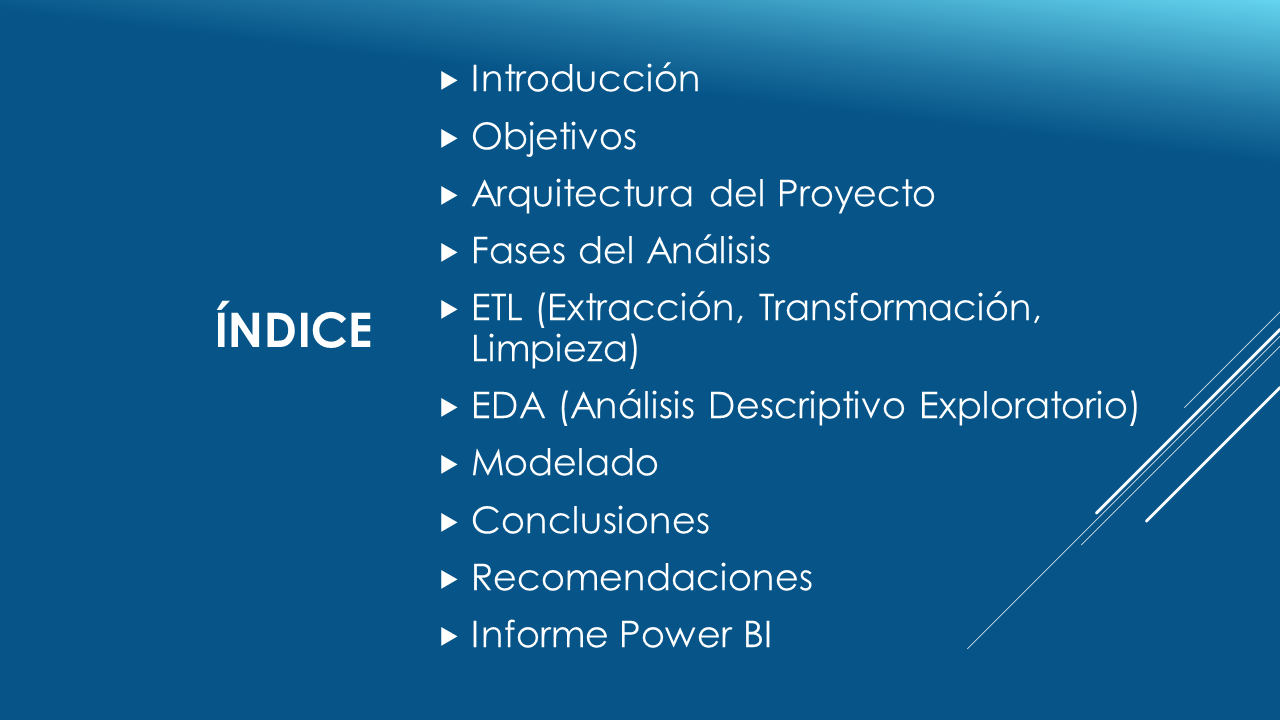 ÍNDICE
Introducción
Objetivos
Arquitectura del Proyecto
Fases del Análisis
ETL (Extracción, Transformación,
Limpieza)
EDA (Análisis Descriptivo Exploratorio)
Modelado
Conclusiones
Recomendaciones
Informe Power BI